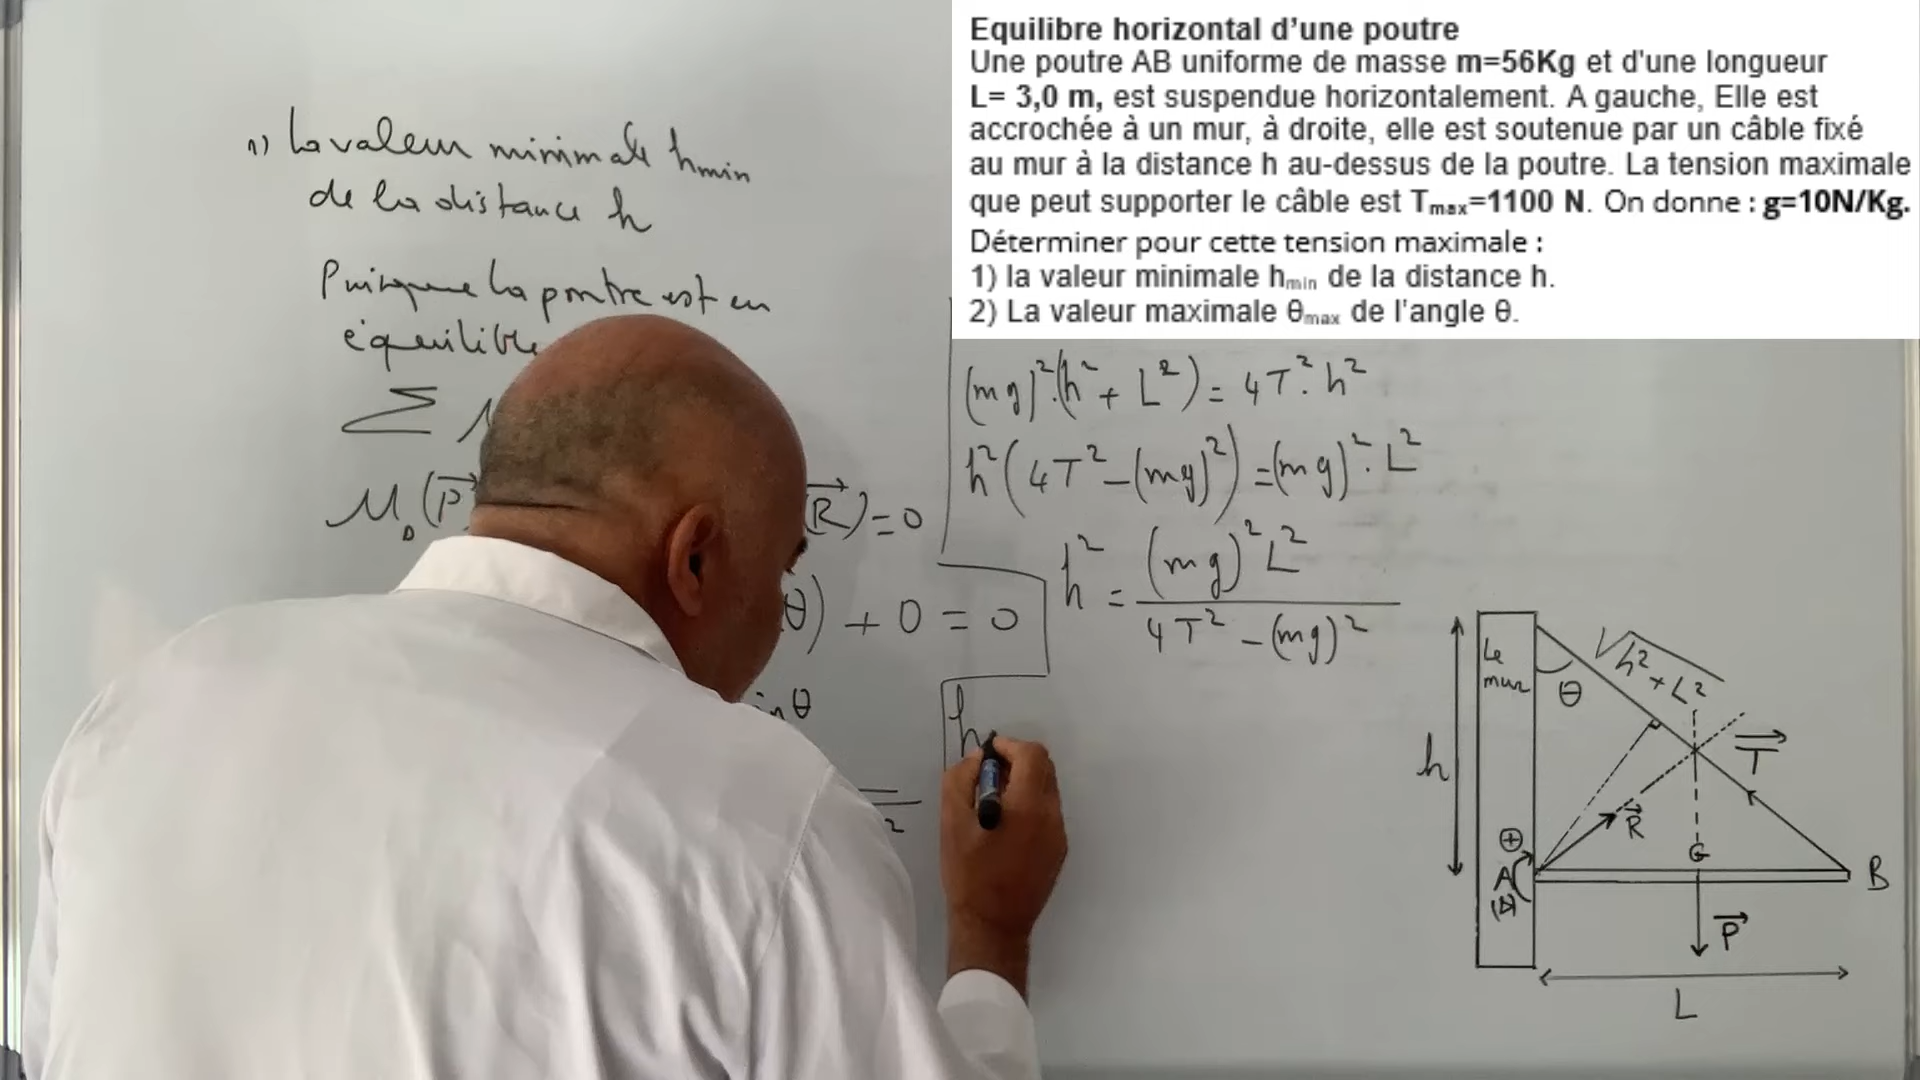 Equilibre horizontal d’une poutre
Une poutre AB uniforme de masse m=56Kg et d'une longueur
L= 3,0 m, est suspendue horizontalement. A gauche, Elle est
accrochée à un mur, à droite, elle est soutenue par un câble fixé
au mur à la distance h au-dessus de la poutre. La tension maximale
que peut supporter le câble est Tₘₐₓ=1100 N. On donne : g=10N/Kg.
Déterminer pour cette tension maximale :
1) la valeur minimale hₘᵢₙ de la distance h.
2) La valeur maximale θₘₐₓ de l'angle θ.
1) La valeur minimale hmin
de la distance h
Puisque la poutre est en
équilibre
Σ
M_Δ(P⃗ R⃗) = 0
θ) + 0 = 0
in θ
2
(mg)².(h² + L²) = 4T². h²
h²(4T² - (mg)²) = (mg)². L²
h² = (mg)² L² / 4T² - (mg)²
h
Le
mur
θ
√h² + L²
T⃗
h
R⃗
⊕
G
A
(Δ)
B
P⃗
L